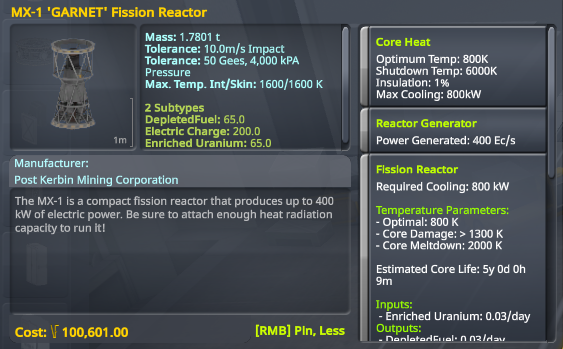 MX-1 'GARNET' Fission Reactor
1m
Mass: 1.7801 t
Tolerance: 10.0m/s Impact
Tolerance: 50 Gees, 4,000 kPA
Pressure
Max. Temp. Int/Skin: 1600/1600 K
2 Subtypes
DepletedFuel: 65.0
Electric Charge: 200.0
Enriched Uranium: 65.0
Manufacturer:
Post Kerbin Mining Corporation
The MX-1 is a compact fission reactor that produces up to 400
kW of electric power. Be sure to attach enough heat radiation
capacity to run it!
Cost: 100,601.00
[RMB] Pin, Less
Core Heat
Optimum Temp: 800K
Shutdown Temp: 6000K
Insulation: 1%
Max Cooling: 800kW
Reactor Generator
Power Generated: 400 Ec/s
Fission Reactor
Required Cooling: 800 kW
Temperature Parameters:
- Optimal: 800 K
- Core Damage: > 1300 K
- Core Meltdown: 2000 K
Estimated Core Life: 5y 0d 0h
9m
Inputs:
- Enriched Uranium: 0.03/day
Outputs:
- DepletedFuel: 0.03/day